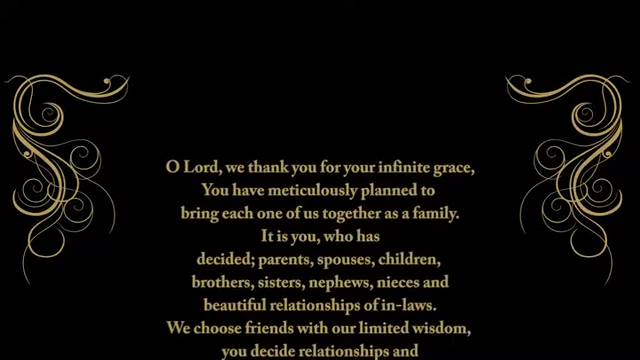 O Lord, we thank you for your infinite grace,
You have meticulously planned to
bring each one of us together as a family.
It is you, who has
decided; parents, spouses, children,
brothers, sisters, nephews, nieces and
beautiful relationships of in-laws.
We choose friends with our limited wisdom,
you decide relationships and